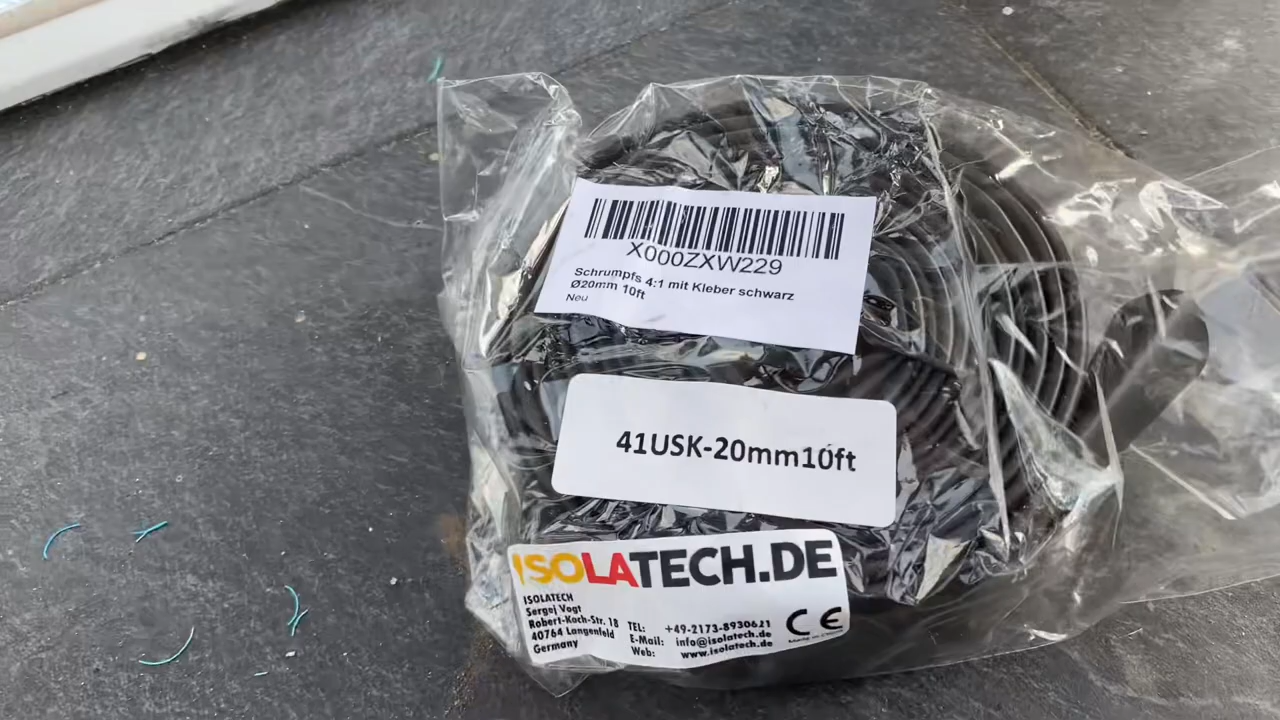 X000ZXW229
Schrumpfs 4:1 mit Kleber schwarz
Ø20mm 10ft
Neu
41USK-20mm10ft
ISOLATECH.DE
ISOLATECH
Sergej Vogt
Robert-Koch-Str. 18
40764 Langenfeld
Germany
TEL: +49-2173-8930621
E-Mail: info@isolatech.de
Web: www.isolatech.de
CE